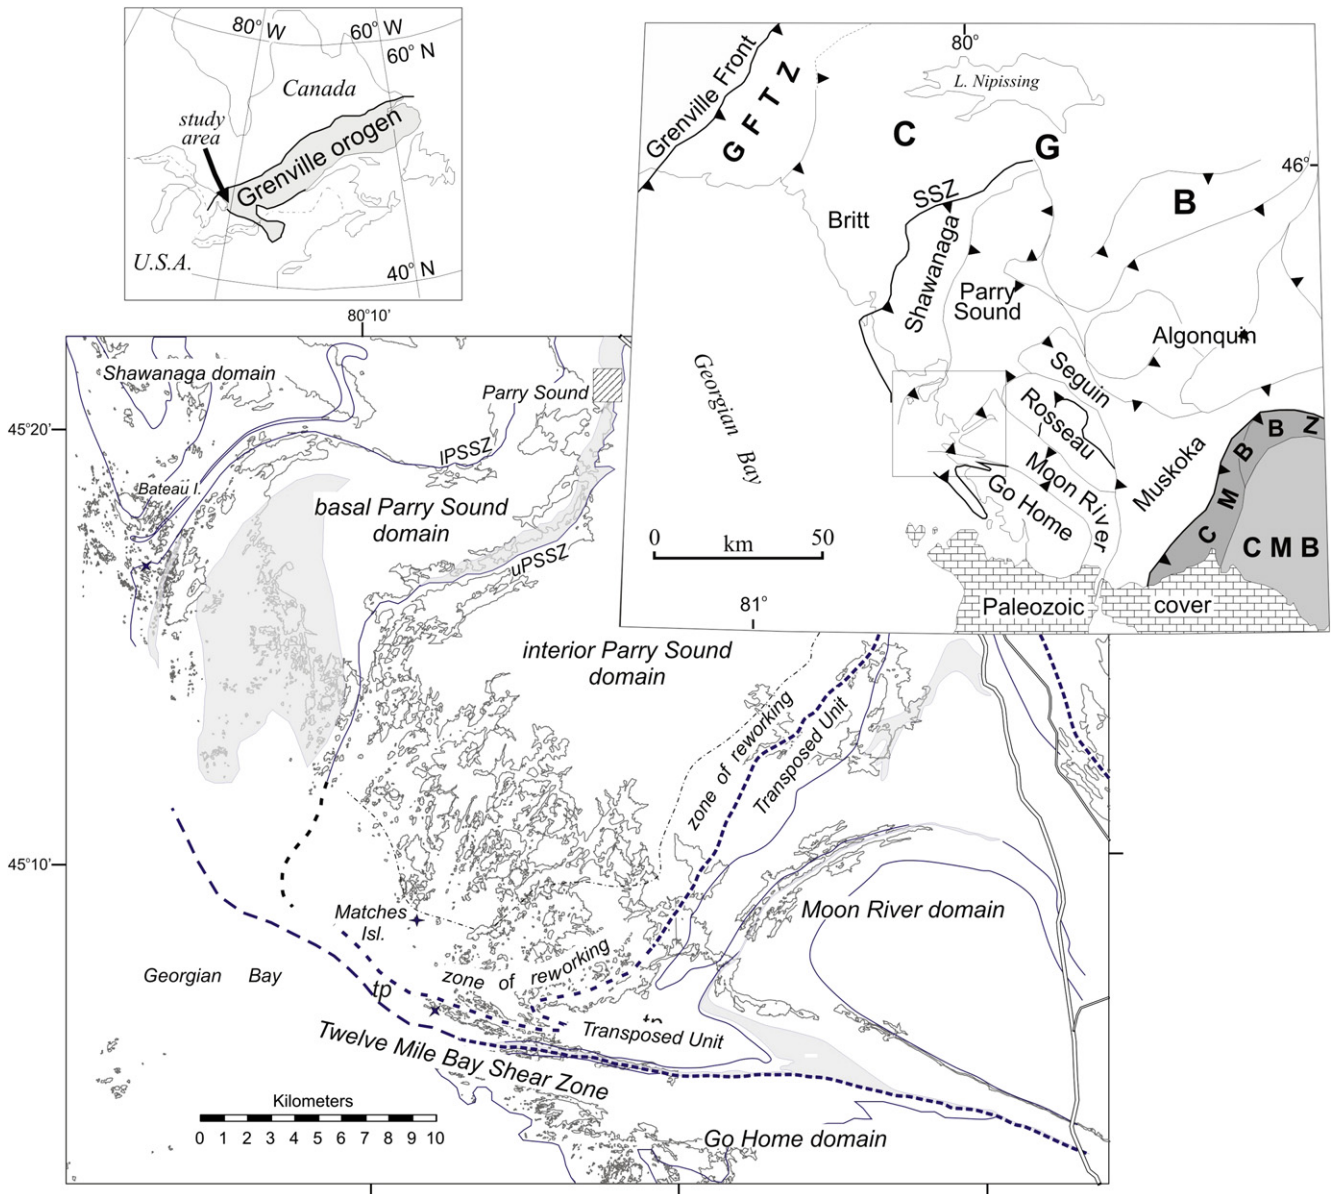 80° W
60° W
60° N
Canada
study
area
Grenville orogen
U.S.A.
40° N
80°
L. Nipissing
Grenville Front
G F T Z
C
G
46°
SSZ
B
Britt
Shawanaga
Parry
Sound
Algonquin
Georgian Bay
Seguin
Rosseau
Moon River
Muskoka
Go Home
C M B B Z
C M B
0 km 50
Paleozoic cover
81°
80°10'
Shawanaga domain
Parry Sound
45°20'
lPSSZ
Bateau I.
basal Parry Sound
domain
uPSSZ
interior Parry Sound
domain
zone of reworking
Transposed Unit
45°10'
Moon River domain
Matches
Isl.
Georgian Bay
zone of reworking
tp
tp
Transposed Unit
Twelve Mile Bay Shear Zone
Kilometers
0 1 2 3 4 5 6 7 8 9 10
Go Home domain